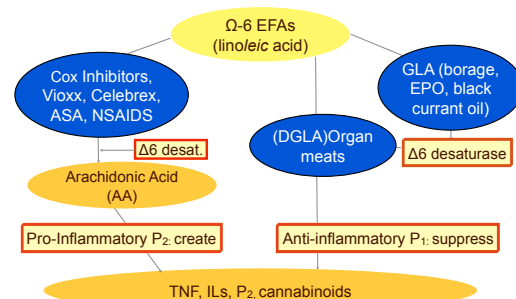 Ω-6 EFAs
(linoleic acid)
Cox Inhibitors,
Vioxx, Celebrex,
ASA, NSAIDS
GLA (borage,
EPO, black
currant oil)
(DGLA)Organ
meats
Δ6 desat.
Δ6 desaturase
Arachidonic Acid
(AA)
Pro-Inflammatory P2: create
Anti-inflammatory P1: suppress
TNF, ILs, P2, cannabinoids